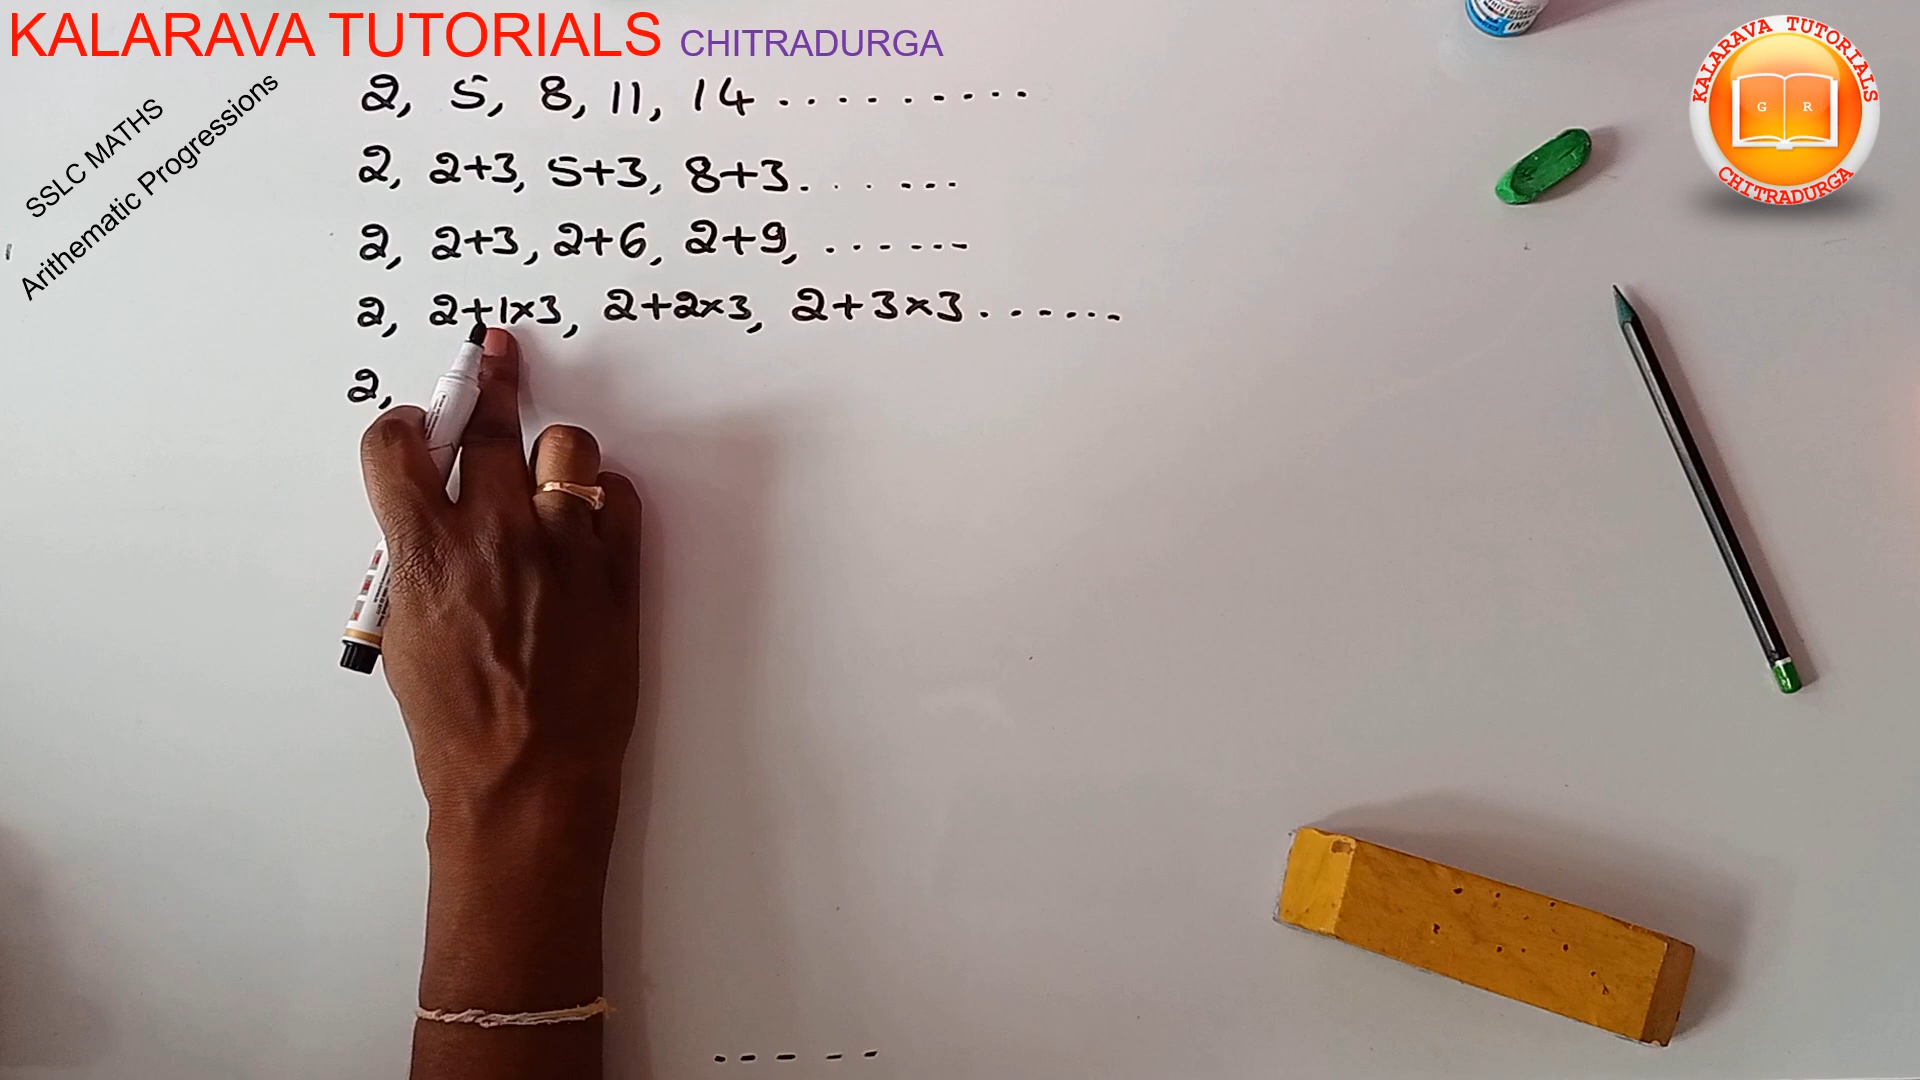 KALARAVA TUTORIALS CHITRADURGA
SSLC MATHS
Arithematic Progressions
KALARAVA TUTORIALS
G R
CHITRADURGA
2, 5, 8, 11, 14 ..........
2, 2+3, 5+3, 8+3. ......
2, 2+3, 2+6, 2+9, ......
2, 2+1×3, 2+2×3, 2+3×3.......
2,